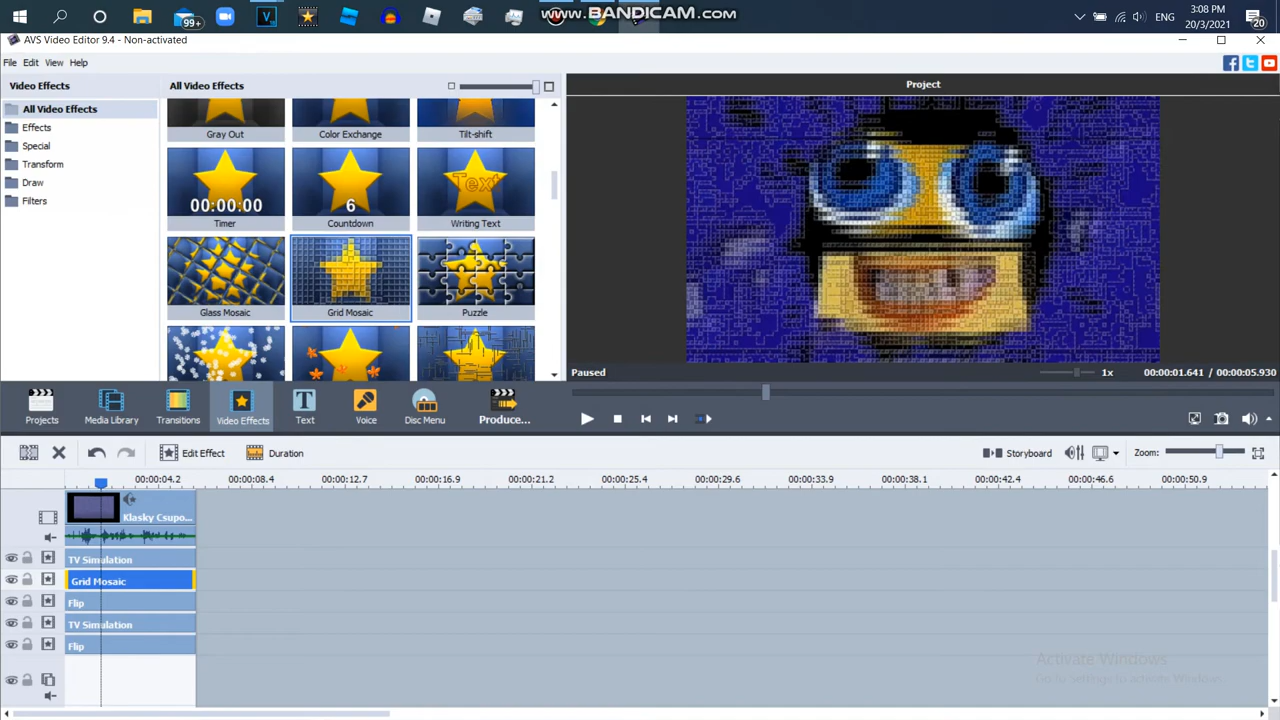 www.BANDICAM.com
99+
3:08 PM
ENG
20/3/2021
20
AVS Video Editor 9.4 - Non-activated
File Edit View Help
Video Effects
All Video Effects
Project
All Video Effects
Effects
Special
Transform
Draw
Filters
Gray Out
Color Exchange
Tilt-shift
00:00:00
6
Text
Timer
Countdown
Writing Text
Glass Mosaic
Grid Mosaic
Puzzle
Paused
1x
00:00:01.641 / 00:00:05.930
Projects
Media Library
Transitions
Video Effects
Text
Voice
Disc Menu
Produce...
Edit Effect
Duration
Storyboard
Zoom:
00:00:04.2 00:00:08.4 00:00:12.7 00:00:16.9 00:00:21.2 00:00:25.4 00:00:29.6 00:00:33.9 00:00:38.1 00:00:42.4 00:00:46.6 00:00:50.9
Klasky Csupo...
TV Simulation
Grid Mosaic
Flip
TV Simulation
Flip
Activate Windows
Go to Settings to activate Windows.